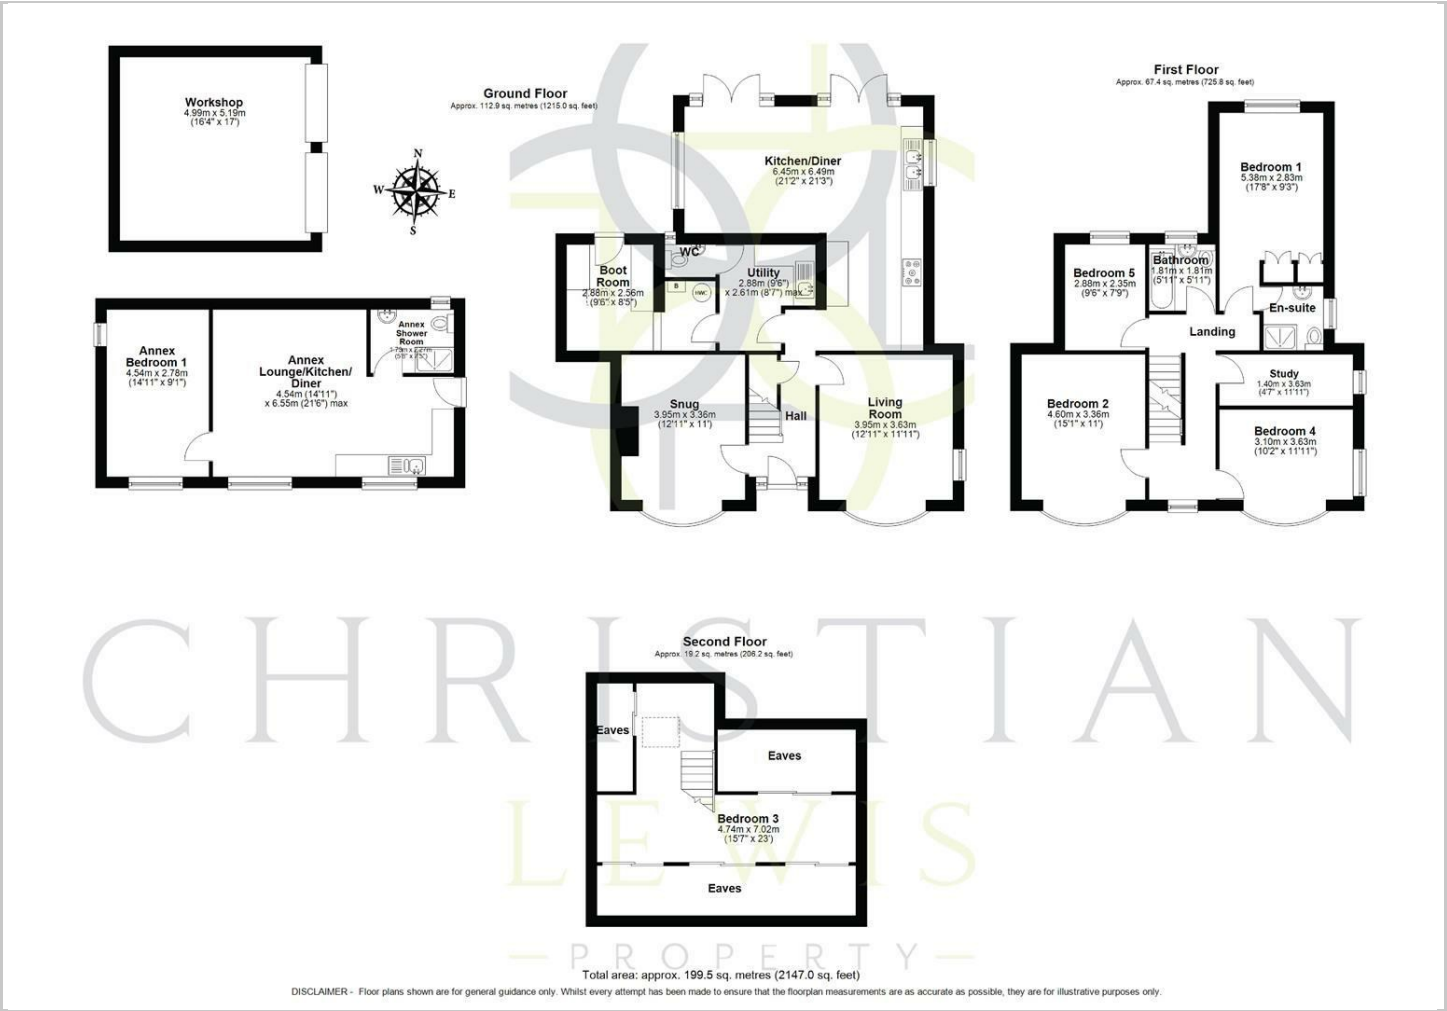 Workshop
4.99m x 5.19m
(16'4" x 17')
N
W
E
S
Annex
Bedroom 1
4.54m x 2.78m
(14'11" x 9'1")
Annex
Lounge/Kitchen/
Diner
4.54m (14'11")
x 6.55m (21'6") max
Annex
Shower
Room
Ground Floor
Approx. 112.9 sq. metres (1215.0 sq. feet)
Kitchen/Diner
6.45m x 6.49m
(21'2" x 21'3")
WC
Boot
Room
2.88m x 2.56m
(9'6" x 8'5")
B
HWC
Utility
2.88m (9'6")
x 2.61m (8'7") max
Snug
3.95m x 3.36m
(12'11" x 11')
Hall
Living
Room
3.95m x 3.63m
(12'11" x 11'11")
First Floor
Approx. 67.4 sq. metres (725.8 sq. feet)
Bedroom 1
5.38m x 2.83m
(17'8" x 9'3")
Bedroom 5
2.88m x 2.35m
(9'6" x 7'9")
Bathroom
1.81m x 1.81m
(5'11" x 5'11")
En-suite
Landing
Study
1.40m x 3.63m
(4'7" x 11'11")
Bedroom 2
4.60m x 3.36m
(15'1" x 11')
Bedroom 4
3.10m x 3.63m
(10'2" x 11'11")
CHRISTIAN
Second Floor
Approx. 19.2 sq. metres (206.2 sq. feet)
Eaves
Eaves
Bedroom 3
4.74m x 7.02m
(15'7" x 23')
LEWIS
Eaves
PROPERTY
Total area: approx. 199.5 sq. metres (2147.0 sq. feet)
DISCLAIMER - Floor plans shown are for general guidance only. Whilst every attempt has been made to ensure that the floorplan measurements are as accurate as possible, they are for illustrative purposes only.